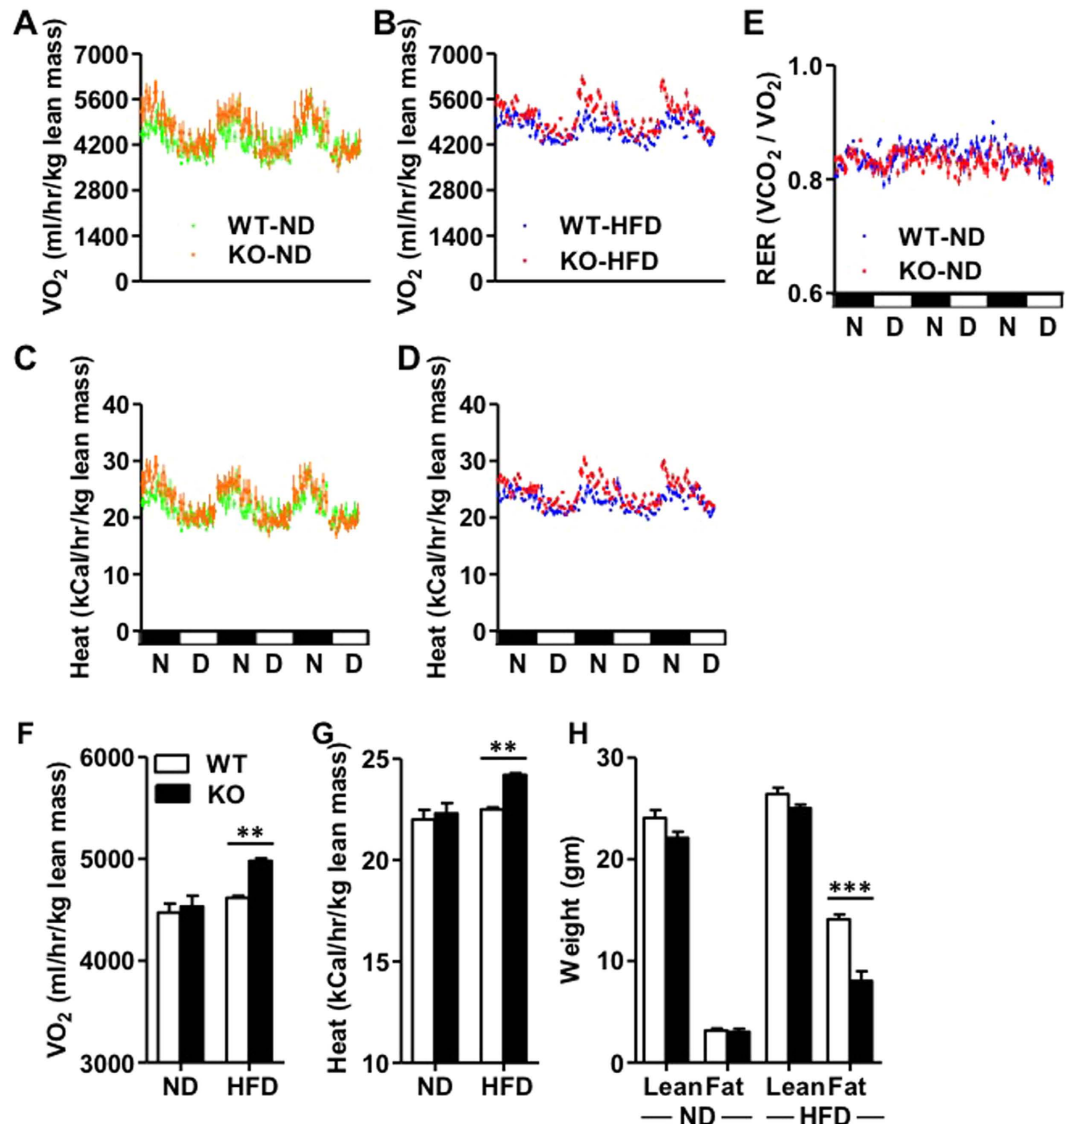 A
VO2 (ml/hr/kg lean mass)
7000
5600
4200
2800
1400
0
WT-ND
KO-ND
B
VO2 (ml/hr/kg lean mass)
7000
5600
4200
2800
1400
0
WT-HFD
KO-HFD
E
RER (VCO2 / VO2)
1.0
0.8
0.6
WT-ND
KO-ND
N D N D N D
C
Heat (kCal/hr/kg lean mass)
40
30
20
10
0
N D N D N D
D
Heat (kCal/hr/kg lean mass)
40
30
20
10
0
N D N D N D
F
VO2 (ml/hr/kg lean mass)
6000
5000
4000
3000
WT
KO
**
ND HFD
G
Heat (kCal/hr/kg lean mass)
25
20
15
10
**
ND HFD
H
Weight (gm)
30
20
10
0
***
Lean Fat Lean Fat
ND HFD